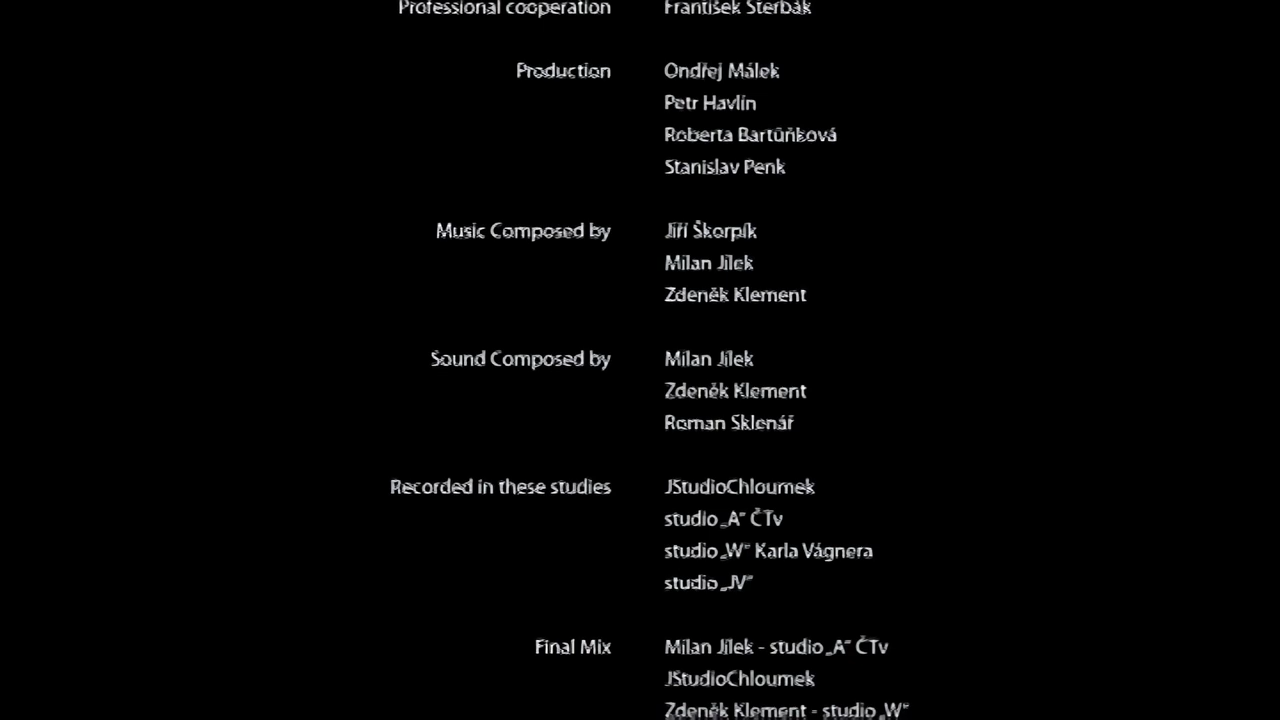 Professional cooperation František Štěrbák
Production Ondřej Málek
Petr Havlín
Roberta Bartůňková
Stanislav Penk
Music Composed by Jiří Škorpík
Milan Jílek
Zdeněk Klement
Sound Composed by Milan Jílek
Zdeněk Klement
Roman Sklenář
Recorded in these studies JStudioChloumek
studio „A“ ČTv
studio „W“ Karla Vágnera
studio „JV“
Final Mix Milan Jílek - studio „A“ ČTv
JStudioChloumek
Zdeněk Klement - studio „W“